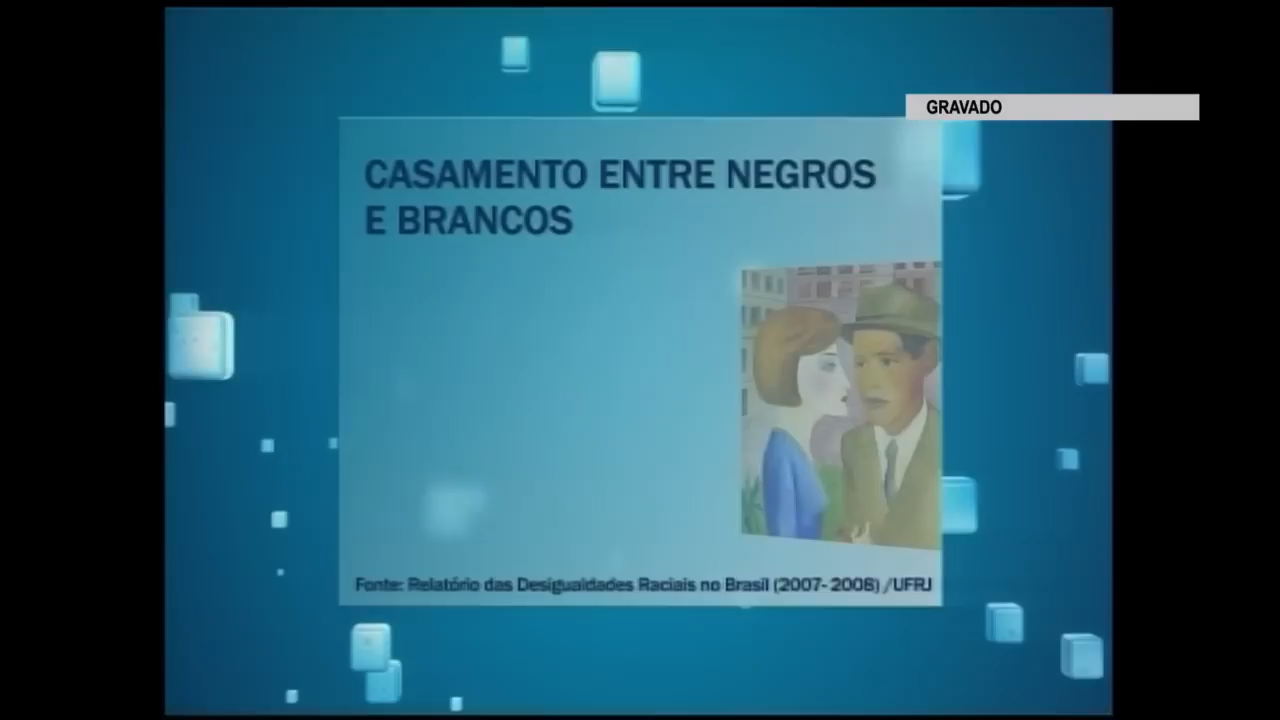 GRAVADO
CASAMENTO ENTRE NEGROS
E BRANCOS
Fonte: Relatório das Desigualdades Raciais no Brasil (2007- 2008) /UFRJ